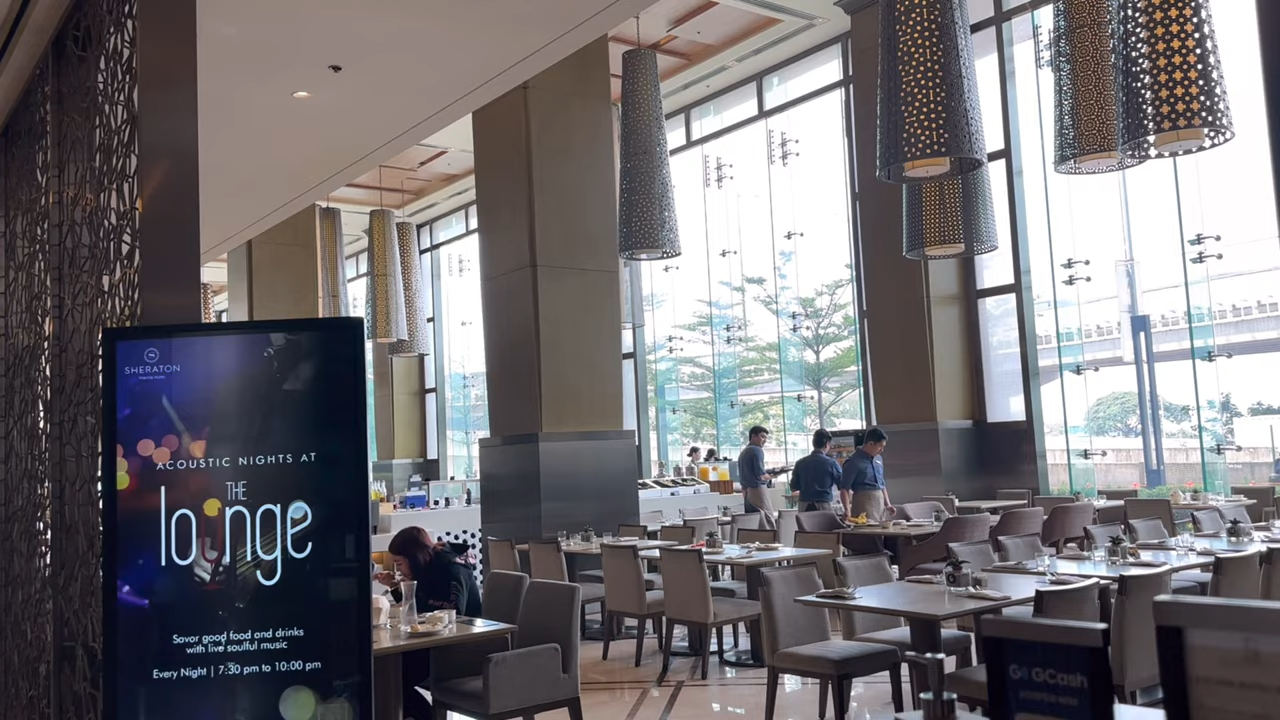 SHERATON
ACOUSTIC NIGHTS AT
THE
lounge
Savor good food and drinks
with live soulful music
Every Night | 7:30 pm to 10:00 pm
GCash